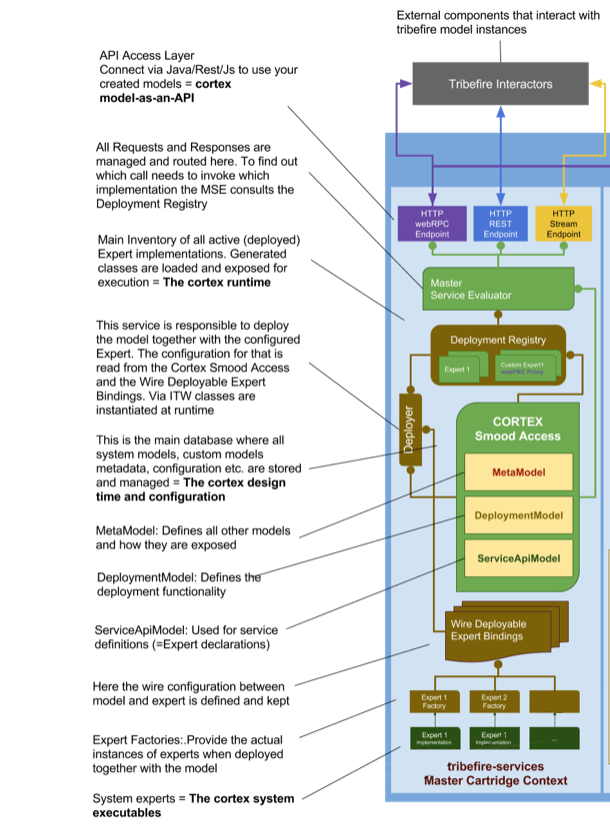 External components that interact with
tribefire model instances
API Access Layer
Connect via Java/Rest/Js to use your
created models = cortex
model-as-an-API
Tribefire Interactors
All Requests and Responses are
managed and routed here. To find out
which call needs to invoke which
implementation the MSE consults the
Deployment Registry
HTTP
webRPC
Endpoint
HTTP
REST
Endpoint
HTTP
Stream
Endpoint
Main Inventory of all active (deployed)
Expert implementations. Generated
classes are loaded and exposed for
execution = The cortex runtime
Master
Service Evaluator
This service is responsible to deploy
the model together with the configured
Expert. The configuration for that is
read from the Cortex Smood Access
and the Wire Deployable Expert
Bindings. Via ITW classes are
instantiated at runtime
Deployment Registry
Expert 1
Custom Expert1
webPRC Proxy
Deployer
CORTEX
Smood Access
This is the main database where all
system models, custom models
metadata, configuration etc. are stored
and managed = The cortex design
time and configuration
MetaModel
DeploymentModel
ServiceApiModel
MetaModel: Defines all other models
and how they are exposed
DeploymentModel: Defines the
deployment functionality
ServiceApiModel: Used for service
definitions (=Expert declarations)
Wire Deployable
Expert Bindings
Here the wire configuration between
model and expert is defined and kept
Expert 1
Factory
Expert 2
Factory
Expert Factories:.Provide the actual
instances of experts when deployed
together with the model
Expert 1
Implementation
Expert 1
Implementation
...
System experts = The cortex system
executables
tribefire-services
Master Cartridge Context